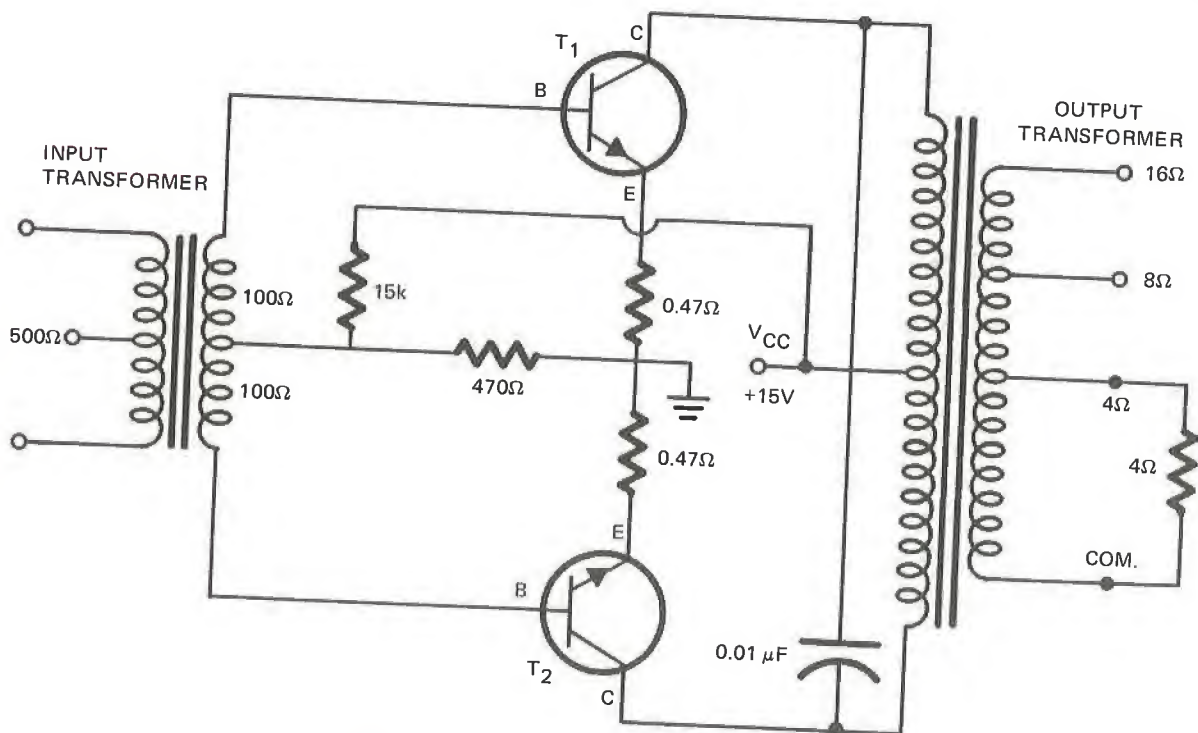 C
T1
B
OUTPUT
TRANSFORMER
INPUT
TRANSFORMER
16Ω
E
100Ω
15k
0.47Ω
8Ω
500Ω
VCC
470Ω
+15V
100Ω
4Ω
0.47Ω
4Ω
E
COM.
B
0.01 µF
T2
C